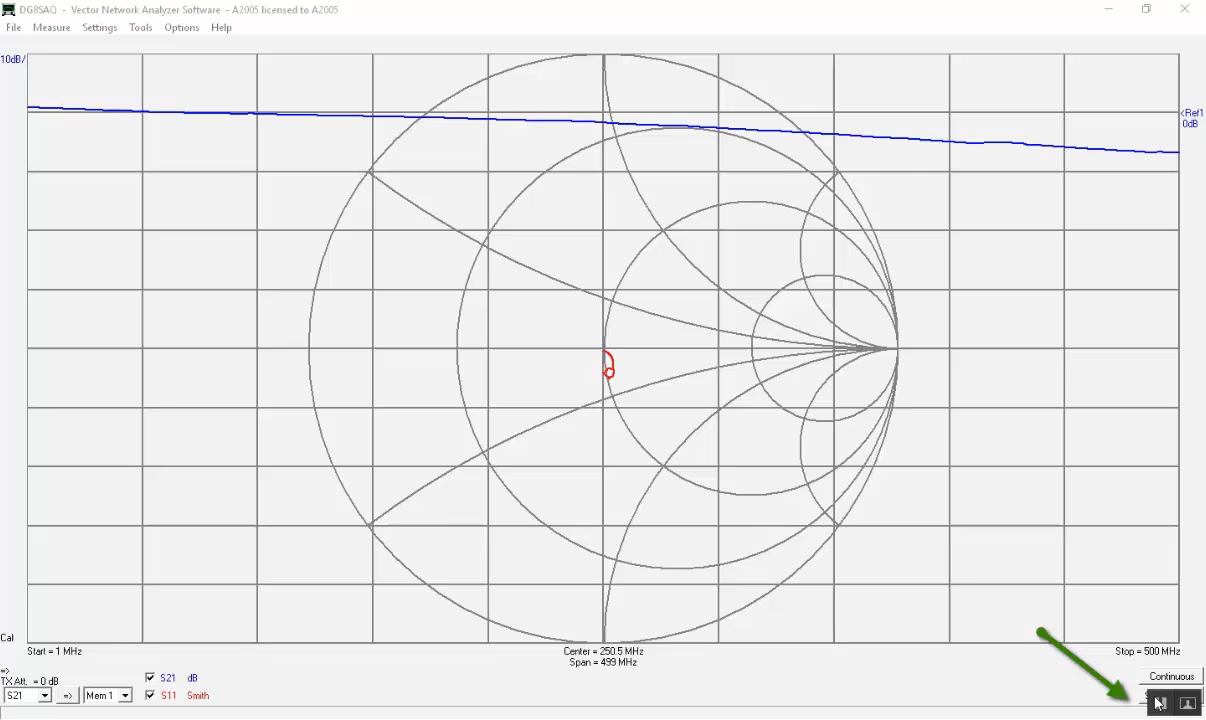 DG8SAQ - Vector Network Analyzer Software - A2005 licensed to A2005
File Measure Settings Tools Options Help
10dB/
<Ref1
0dB
Cal
Start = 1 MHz
Center = 250.5 MHz
Stop = 500 MHz
Span = 499 MHz
=>
TX Att. = 0 dB
S21 dB
Continuous
S21 => Mem 1
S11 Smith